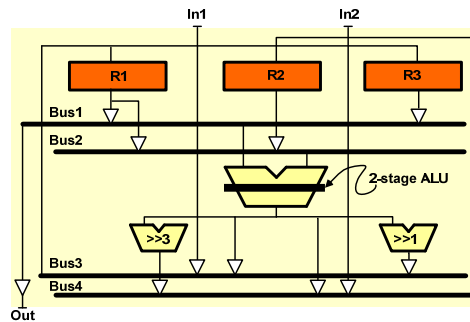 In1 In2
R1 R2 R3
Bus1
Bus2
2-stage ALU
>>3 >>1
Bus3
Bus4
Out